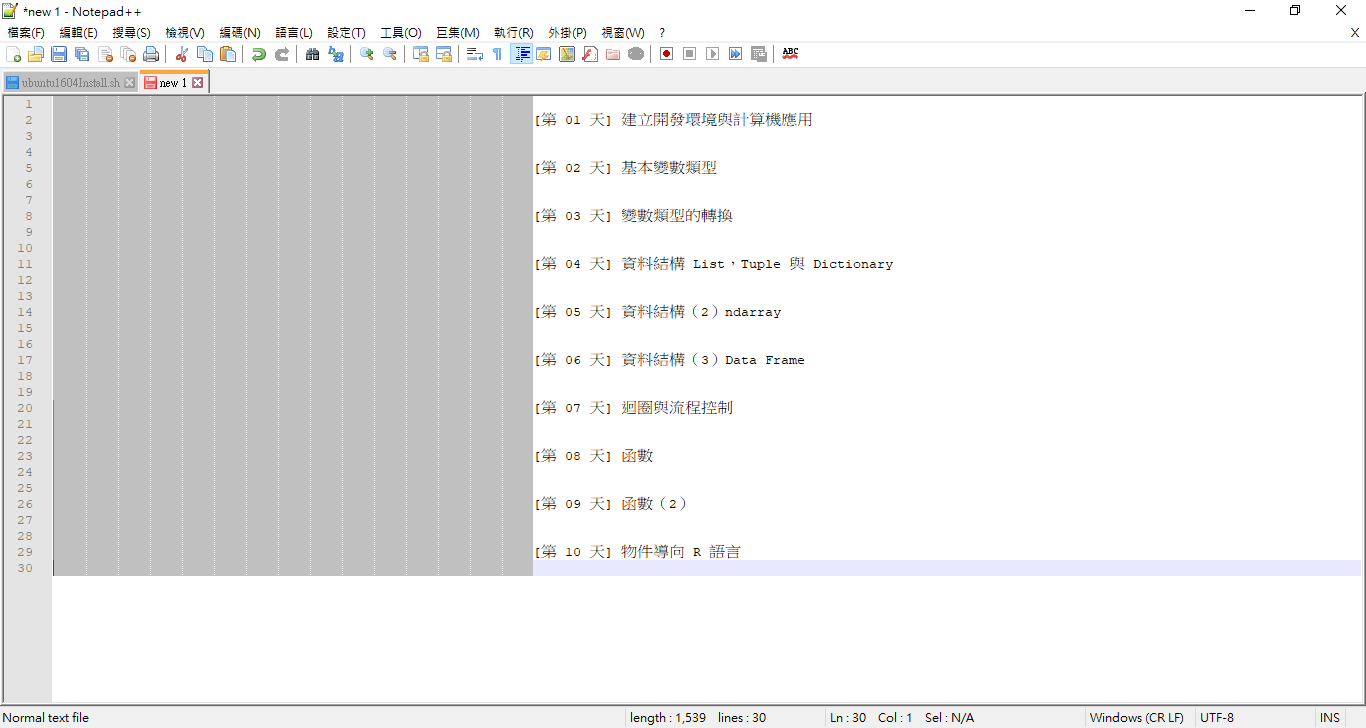 *new 1 - Notepad++
檔案(F) 編輯(E) 搜尋(S) 檢視(V) 編碼(N) 語言(L) 設定(T) 工具(O) 巨集(M) 執行(R) 外掛(P) 視窗(W) ? X
ABC
ubuntu1604Install.sh new 1
1
2 [第 01 天] 建立開發環境與計算機應用
3
4
5 [第 02 天] 基本變數類型
6
7
8 [第 03 天] 變數類型的轉換
9
10
11 [第 04 天] 資料結構 List，Tuple 與 Dictionary
12
13
14 [第 05 天] 資料結構（2）ndarray
15
16
17 [第 06 天] 資料結構（3）Data Frame
18
19
20 [第 07 天] 迴圈與流程控制
21
22
23 [第 08 天] 函數
24
25
26 [第 09 天] 函數（2）
27
28
29 [第 10 天] 物件導向 R 語言
30
Normal text file length : 1,539 lines : 30 Ln : 30 Col : 1 Sel : N/A Windows (CR LF) UTF-8 INS